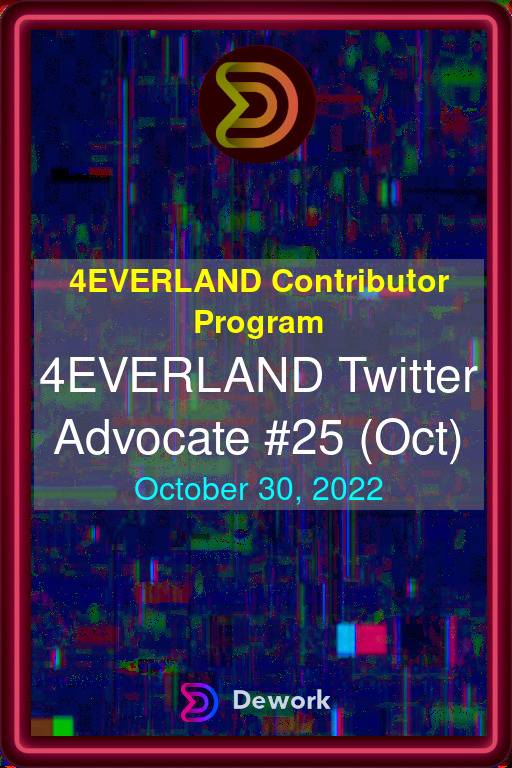 4EVERLAND Contributor
Program
4EVERLAND Twitter
Advocate #25 (Oct)
October 30, 2022
Dework